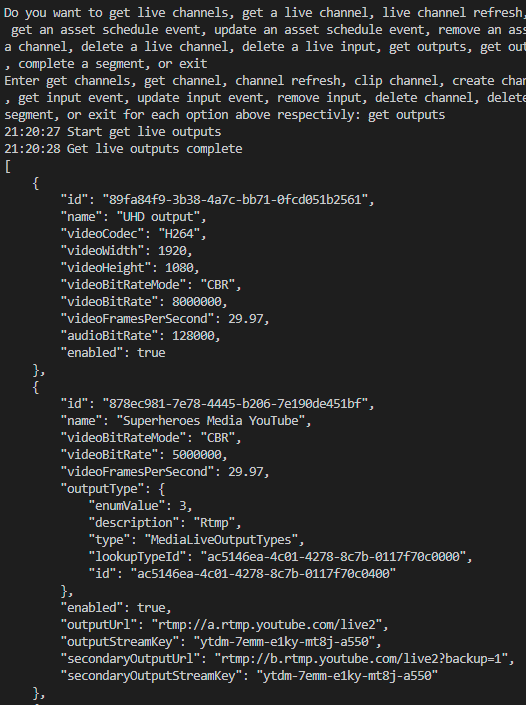 Do you want to get live channels, get a live channel, live channel refresh,
get an asset schedule event, update an asset schedule event, remove an ass
a channel, delete a live channel, delete a live input, get outputs, get out
, complete a segment, or exit
Enter get channels, get channel, channel refresh, clip channel, create chan
, get input event, update input event, remove input, delete channel, delete
segment, or exit for each option above respectivly: get outputs
21:20:27 Start get live outputs
21:20:28 Get live outputs complete
[
    {
        "id": "89fa84f9-3b38-4a7c-bb71-0fcd051b2561",
        "name": "UHD output",
        "videoCodec": "H264",
        "videoWidth": 1920,
        "videoHeight": 1080,
        "videoBitRateMode": "CBR",
        "videoBitRate": 8000000,
        "videoFramesPerSecond": 29.97,
        "audioBitRate": 128000,
        "enabled": true
    },
    {
        "id": "878ec981-7e78-4445-b206-7e190de451bf",
        "name": "Superheroes Media YouTube",
        "videoBitRateMode": "CBR",
        "videoBitRate": 5000000,
        "videoFramesPerSecond": 29.97,
        "outputType": {
            "enumValue": 3,
            "description": "Rtmp",
            "type": "MediaLiveOutputTypes",
            "lookupTypeId": "ac5146ea-4c01-4278-8c7b-0117f70c0000",
            "id": "ac5146ea-4c01-4278-8c7b-0117f70c0400"
        },
        "enabled": true,
        "outputUrl": "rtmp://a.rtmp.youtube.com/live2",
        "outputStreamKey": "ytdm-7emm-e1ky-mt8j-a550",
        "secondaryOutputUrl": "rtmp://b.rtmp.youtube.com/live2?backup=1",
        "secondaryOutputStreamKey": "ytdm-7emm-e1ky-mt8j-a550"
    },